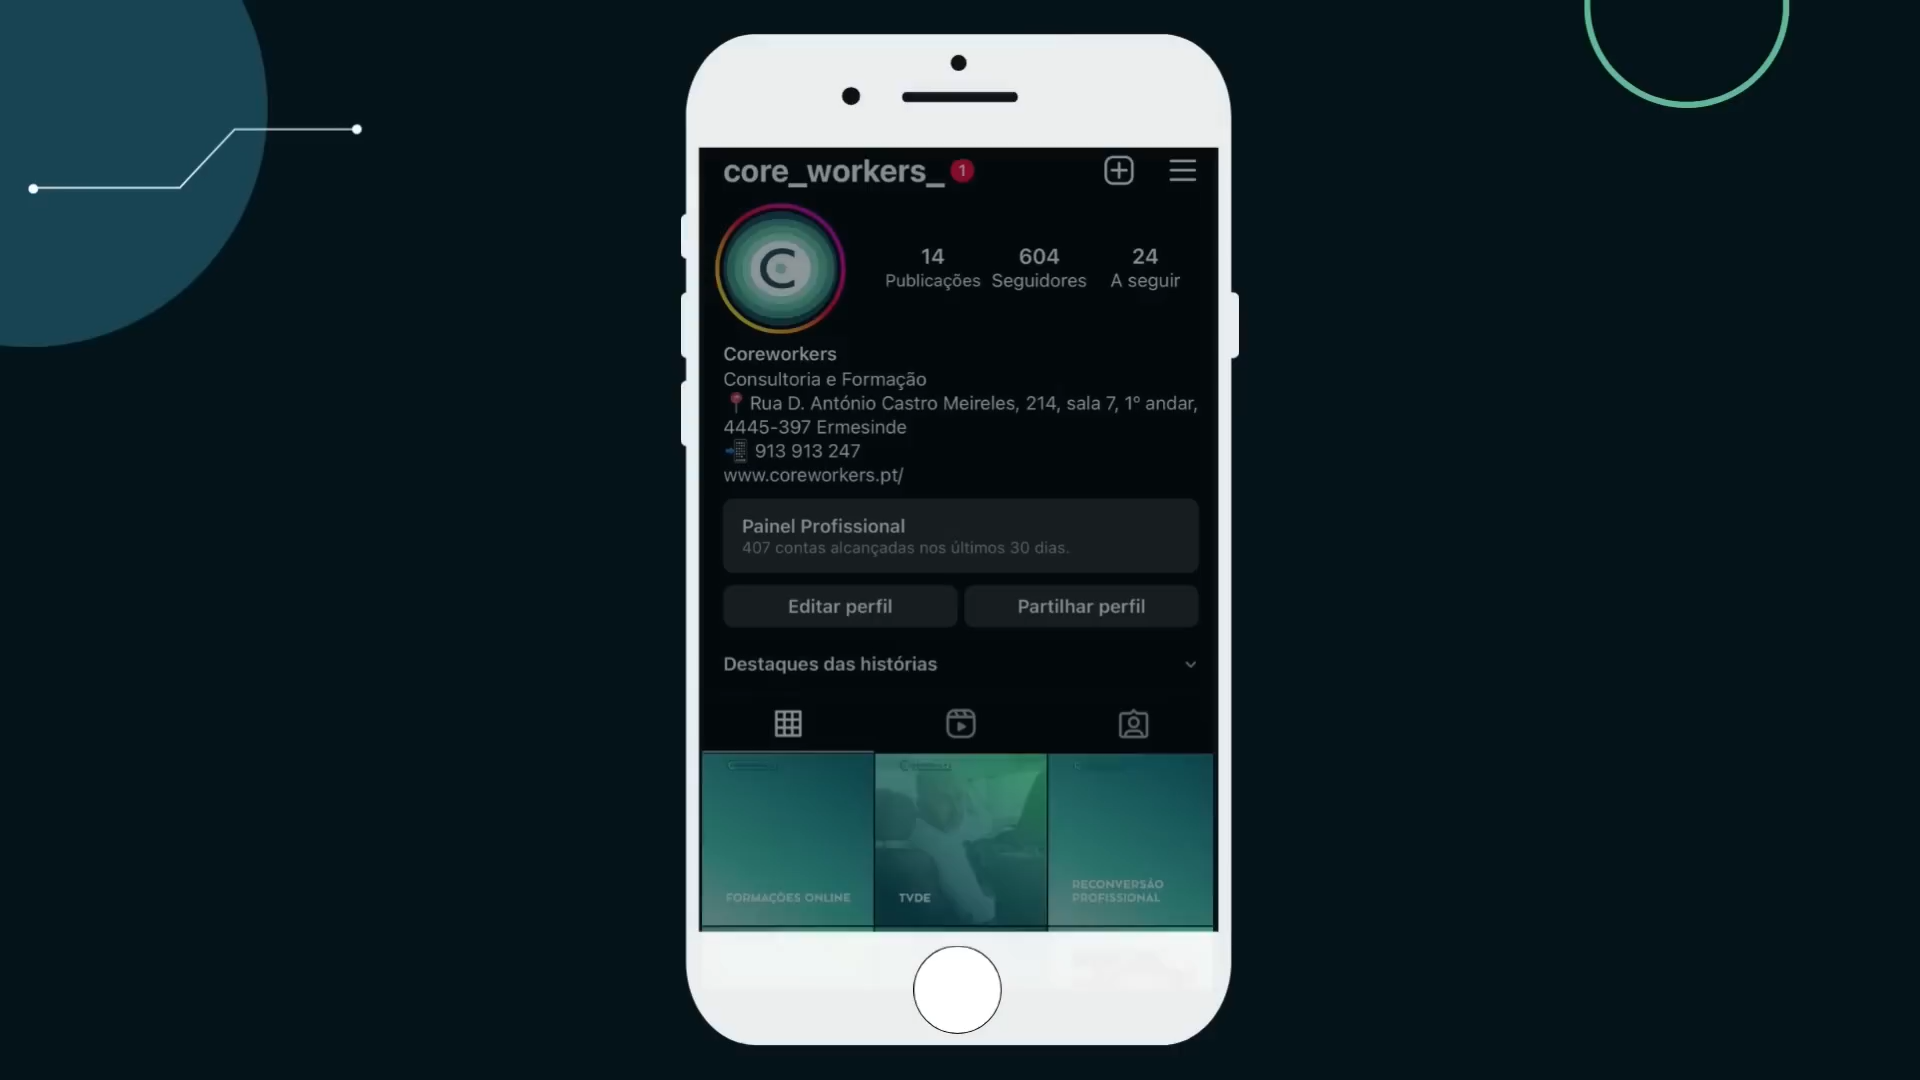 core_workers_ 1
14 604 24
Publicações Seguidores A seguir
Coreworkers
Consultoria e Formação
📍 Rua D. António Castro Meireles, 214, sala 7, 1º andar,
4445-397 Ermesinde
📲 913 913 247
www.coreworkers.pt/
Painel Profissional
407 contas alcançadas nos últimos 30 dias.
Editar perfil Partilhar perfil
Destaques das histórias
FORMAÇÕES ONLINE
TVDE
RECONVERSÃO
PROFISSIONAL